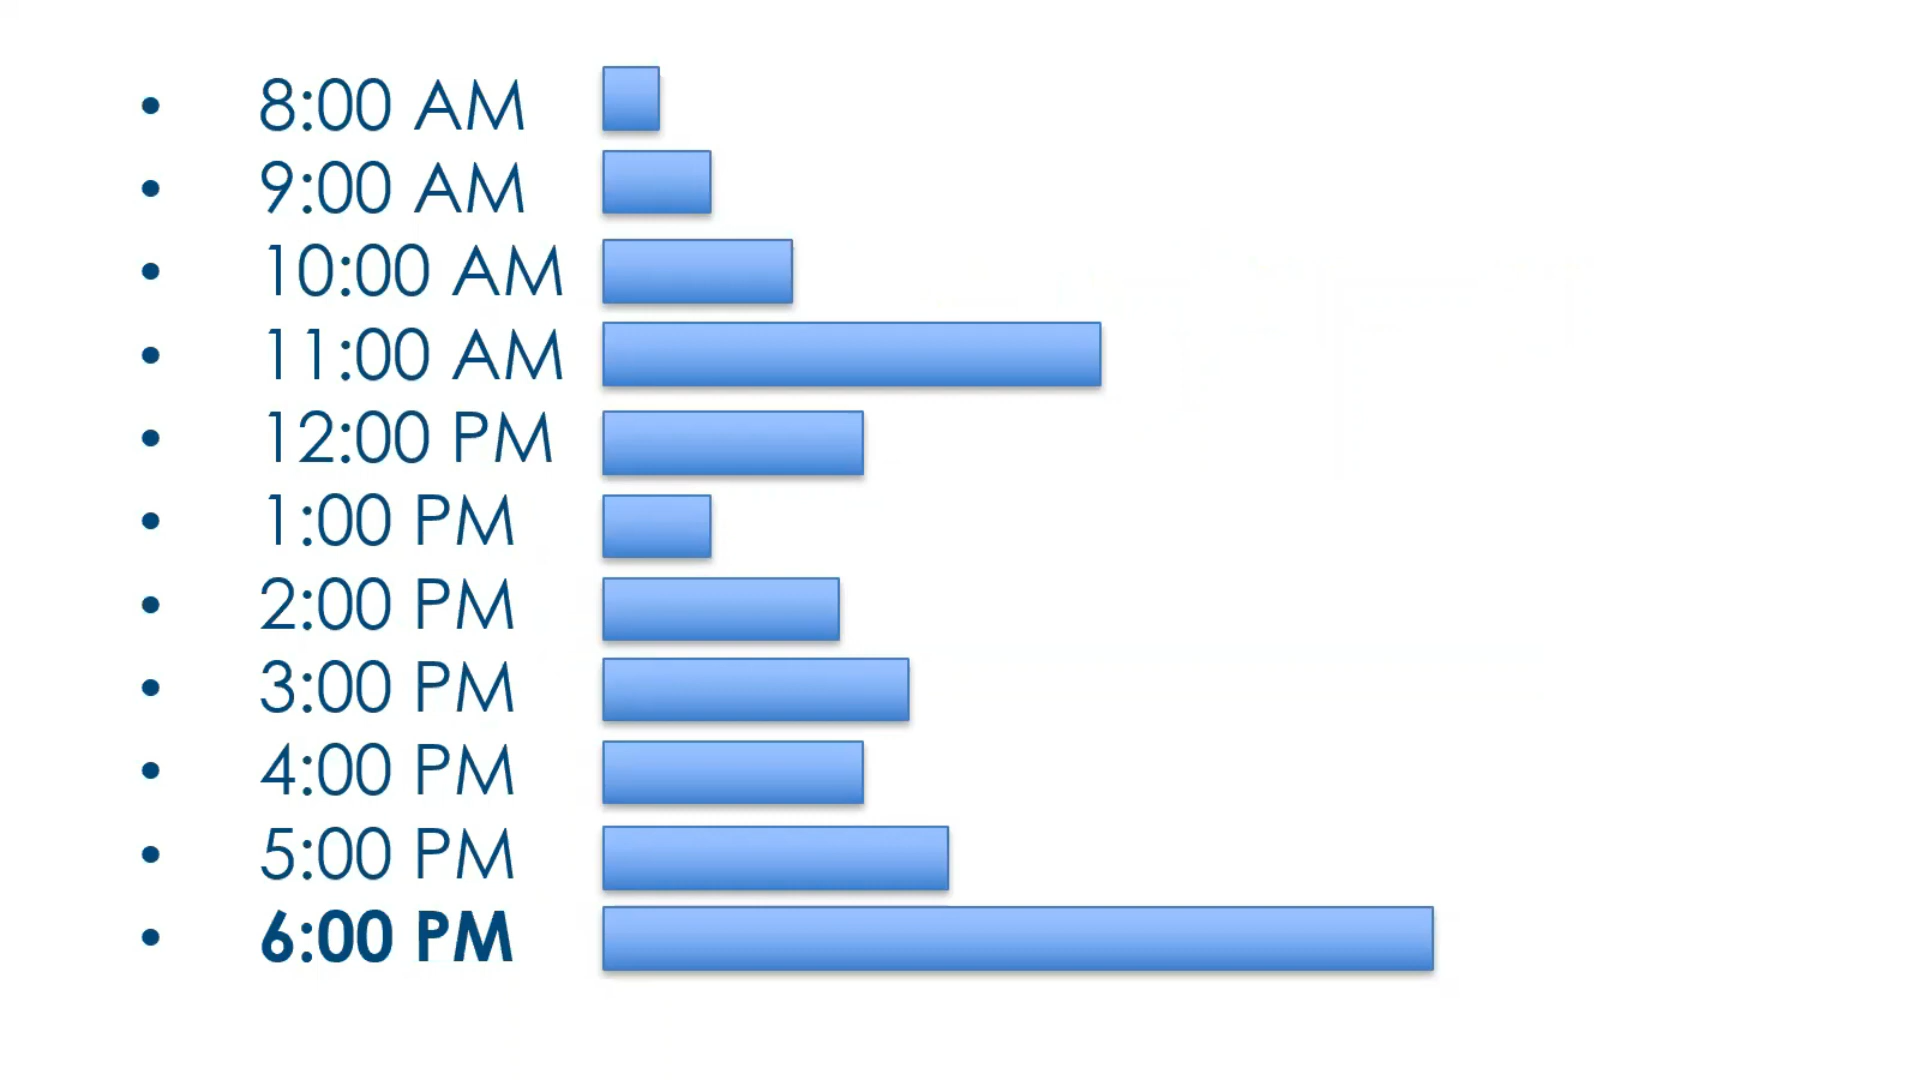 • 8:00 AM
• 9:00 AM
• 10:00 AM
• 11:00 AM
• 12:00 PM
• 1:00 PM
• 2:00 PM
• 3:00 PM
• 4:00 PM
• 5:00 PM
• 6:00 PM